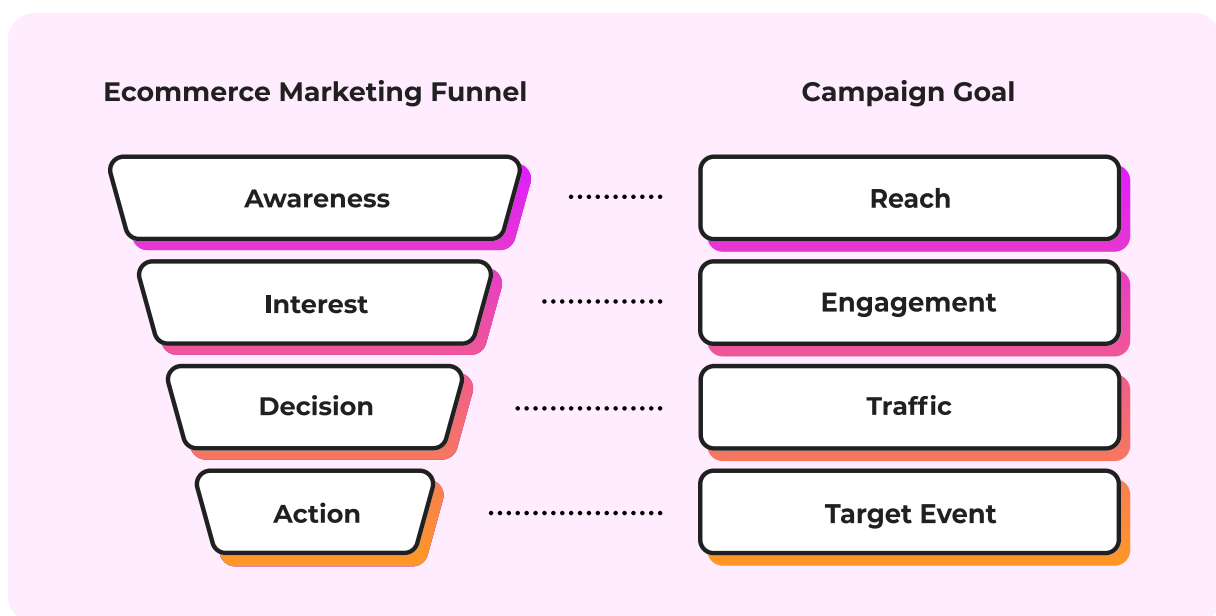 Ecommerce Marketing Funnel
Campaign Goal
Awareness
Reach
Interest
Engagement
Decision
Traffic
Action
Target Event